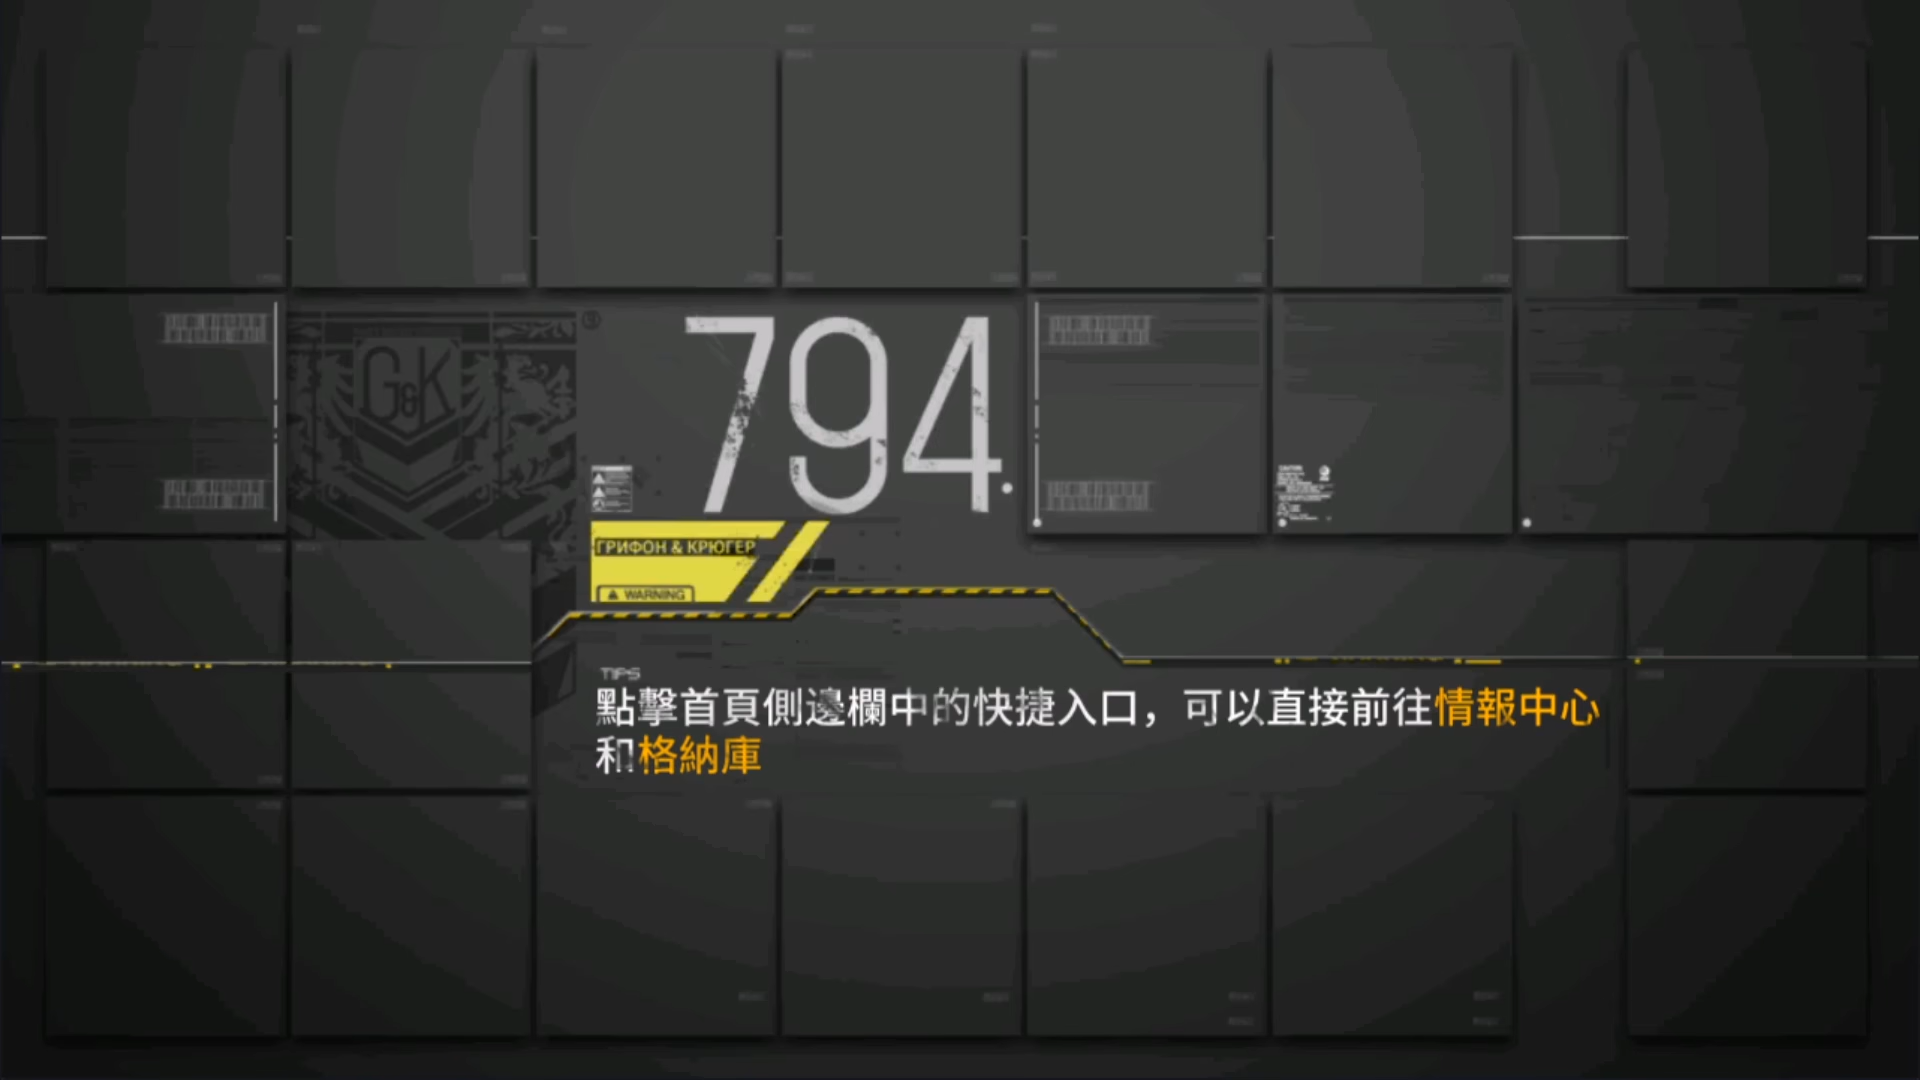 G&K
794.
ГРИФОН & КРЮГЕР
WARNING
TIPS
點擊首頁側邊欄中的快捷入口，可以直接前往情報中心
和格納庫